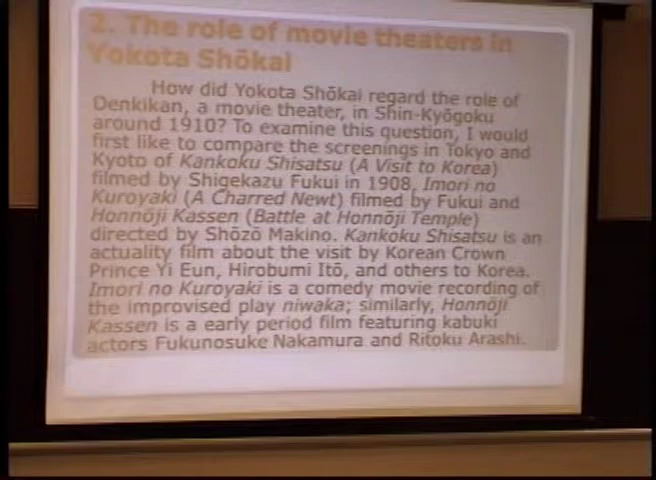 2. The role of movie theaters in
Yokota Shōkai
How did Yokota Shōkai regard the role of
Denkikan, a movie theater, in Shin-Kyōgoku
around 1910? To examine this question, I would
first like to compare the screenings in Tokyo and
Kyoto of Kankoku Shisatsu (A Visit to Korea)
filmed by Shigekazu Fukui in 1908, Imori no
Kuroyaki (A Charred Newt) filmed by Fukui and
Honnōji Kassen (Battle at Honnōji Temple)
directed by Shōzō Makino. Kankoku Shisatsu is an
actuality film about the visit by Korean Crown
Prince Yi Eun, Hirobumi Itō, and others to Korea.
Imori no Kuroyaki is a comedy movie recording of
the improvised play niwaka; similarly, Honnōji
Kassen is a early period film featuring kabuki
actors Fukunosuke Nakamura and Ritoku Arashi.